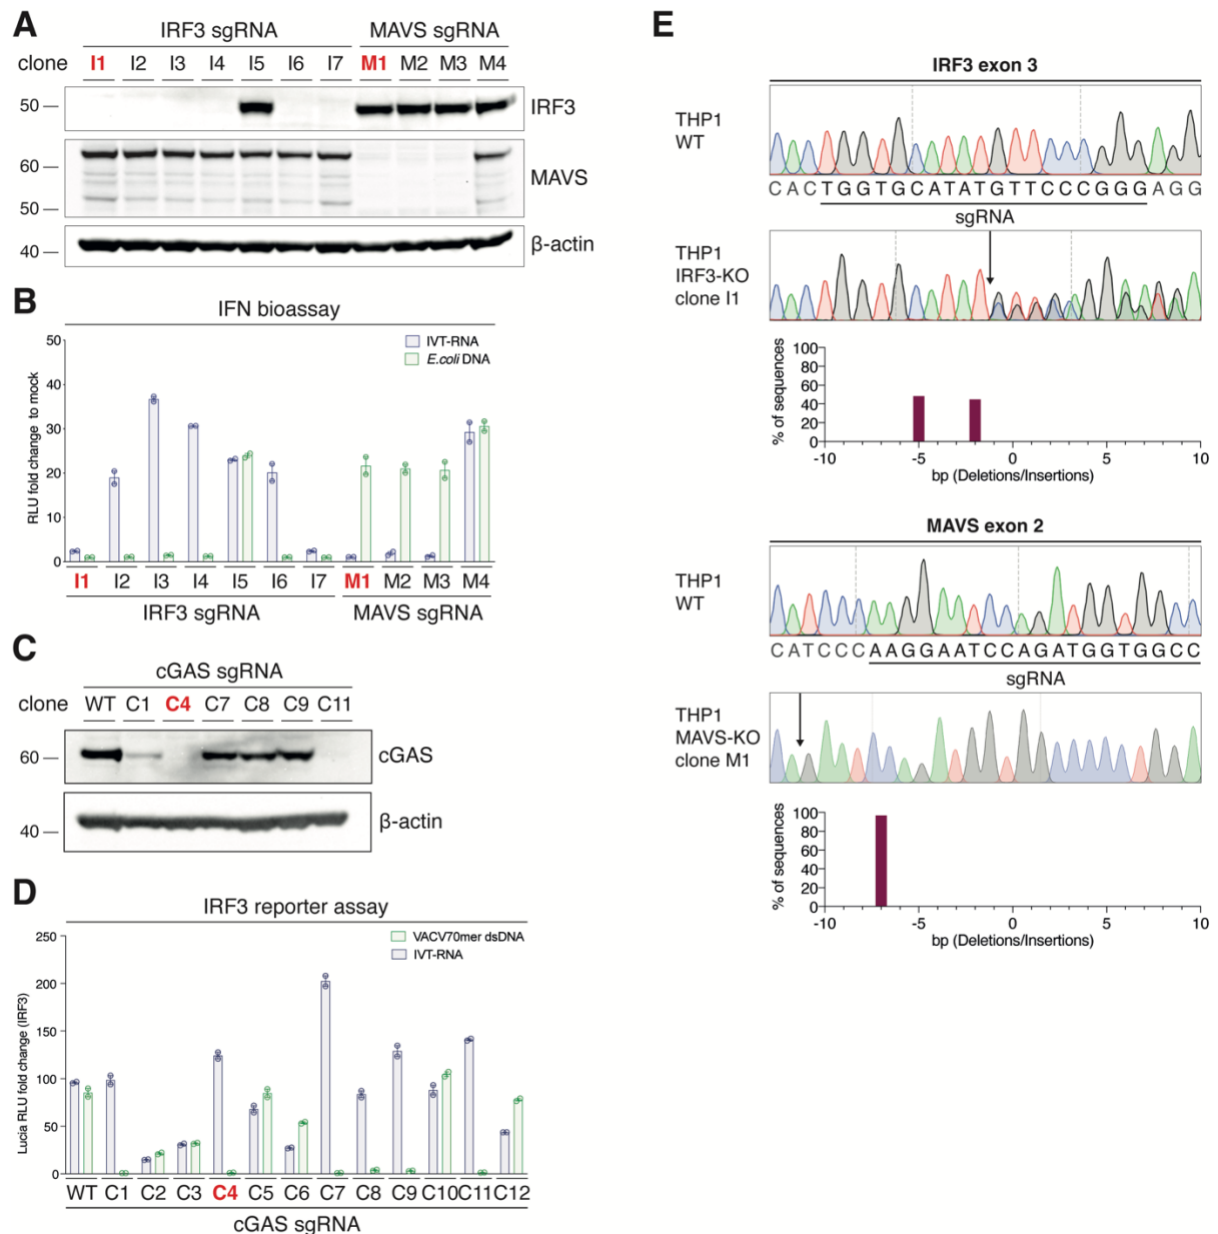 A
IRF3 sgRNA MAVS sgRNA
clone I1 I2 I3 I4 I5 I6 I7 M1 M2 M3 M4
50 IRF3
60 MAVS
50
40 β-actin
B
IFN bioassay
IVT-RNA
E.coli DNA
RLU fold change to mock
50
40
30
20
10
0
I1 I2 I3 I4 I5 I6 I7 M1 M2 M3 M4
IRF3 sgRNA MAVS sgRNA
C
cGAS sgRNA
clone WT C1 C4 C7 C8 C9 C11
60 cGAS
40 β-actin
D
IRF3 reporter assay
VACV70mer dsDNA
IVT-RNA
Lucia RLU fold change (IRF3)
250
200
150
100
50
0
WT C1 C2 C3 C4 C5 C6 C7 C8 C9 C10 C11 C12
cGAS sgRNA
E
IRF3 exon 3
THP1
WT
CACTGGTGCATATGTTCCCGGGAGG
sgRNA
THP1
IRF3-KO
clone I1
% of sequences
100
80
60
40
20
0
-10 -5 0 5 10
bp (Deletions/Insertions)
MAVS exon 2
THP1
WT
CATCCCAAGGAATCCAGATGGTGGCC
sgRNA
THP1
MAVS-KO
clone M1
% of sequences
100
80
60
40
20
0
-10 -5 0 5 10
bp (Deletions/Insertions)